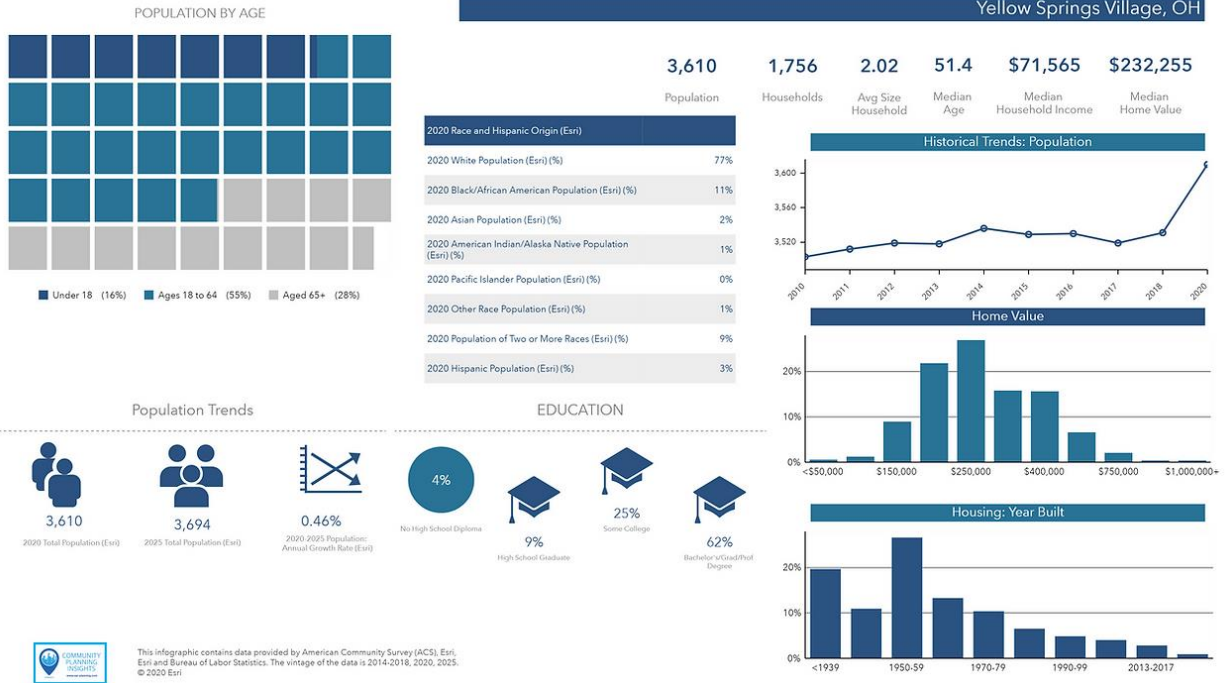 POPULATION BY AGE
Yellow Springs Village, OH
3,610
Population
1,756
Households
2.02
Avg Size
Household
51.4
Median
Age
$71,565
Median
Household Income
$232,255
Median
Home Value
Under 18 (16%)
Ages 18 to 64 (55%)
Aged 65+ (28%)
2020 Race and Hispanic Origin (Esri)
2020 White Population (Esri) (%) 77%
2020 Black/African American Population (Esri) (%) 11%
2020 Asian Population (Esri) (%) 2%
2020 American Indian/Alaska Native Population
(Esri) (%) 1%
2020 Pacific Islander Population (Esri) (%) 0%
2020 Other Race Population (Esri) (%) 1%
2020 Population of Two or More Races (Esri) (%) 9%
2020 Hispanic Population (Esri) (%) 3%
Historical Trends: Population
3,600
3,560
3,520
2010 2011 2012 2013 2014 2015 2016 2017 2018 2020
Home Value
20%
10%
0%
<$50,000 $150,000 $250,000 $400,000 $750,000 $1,000,000+
Population Trends
3,610
2020 Total Population (Esri)
3,694
2025 Total Population (Esri)
0.46%
2020-2025 Population:
Annual Growth Rate (Esri)
EDUCATION
4%
No High School Diploma
9%
High School Graduate
25%
Some College
62%
Bachelor's/Grad/Prof
Degree
Housing: Year Built
20%
10%
0%
<1939 1950-59 1970-79 1990-99 2013-2017
COMMUNITY
PLANNING
INSIGHTS
This infographic contains data provided by American Community Survey (ACS), Esri,
Esri and Bureau of Labor Statistics. The vintage of the data is 2014-2018, 2020, 2025.
© 2020 Esri